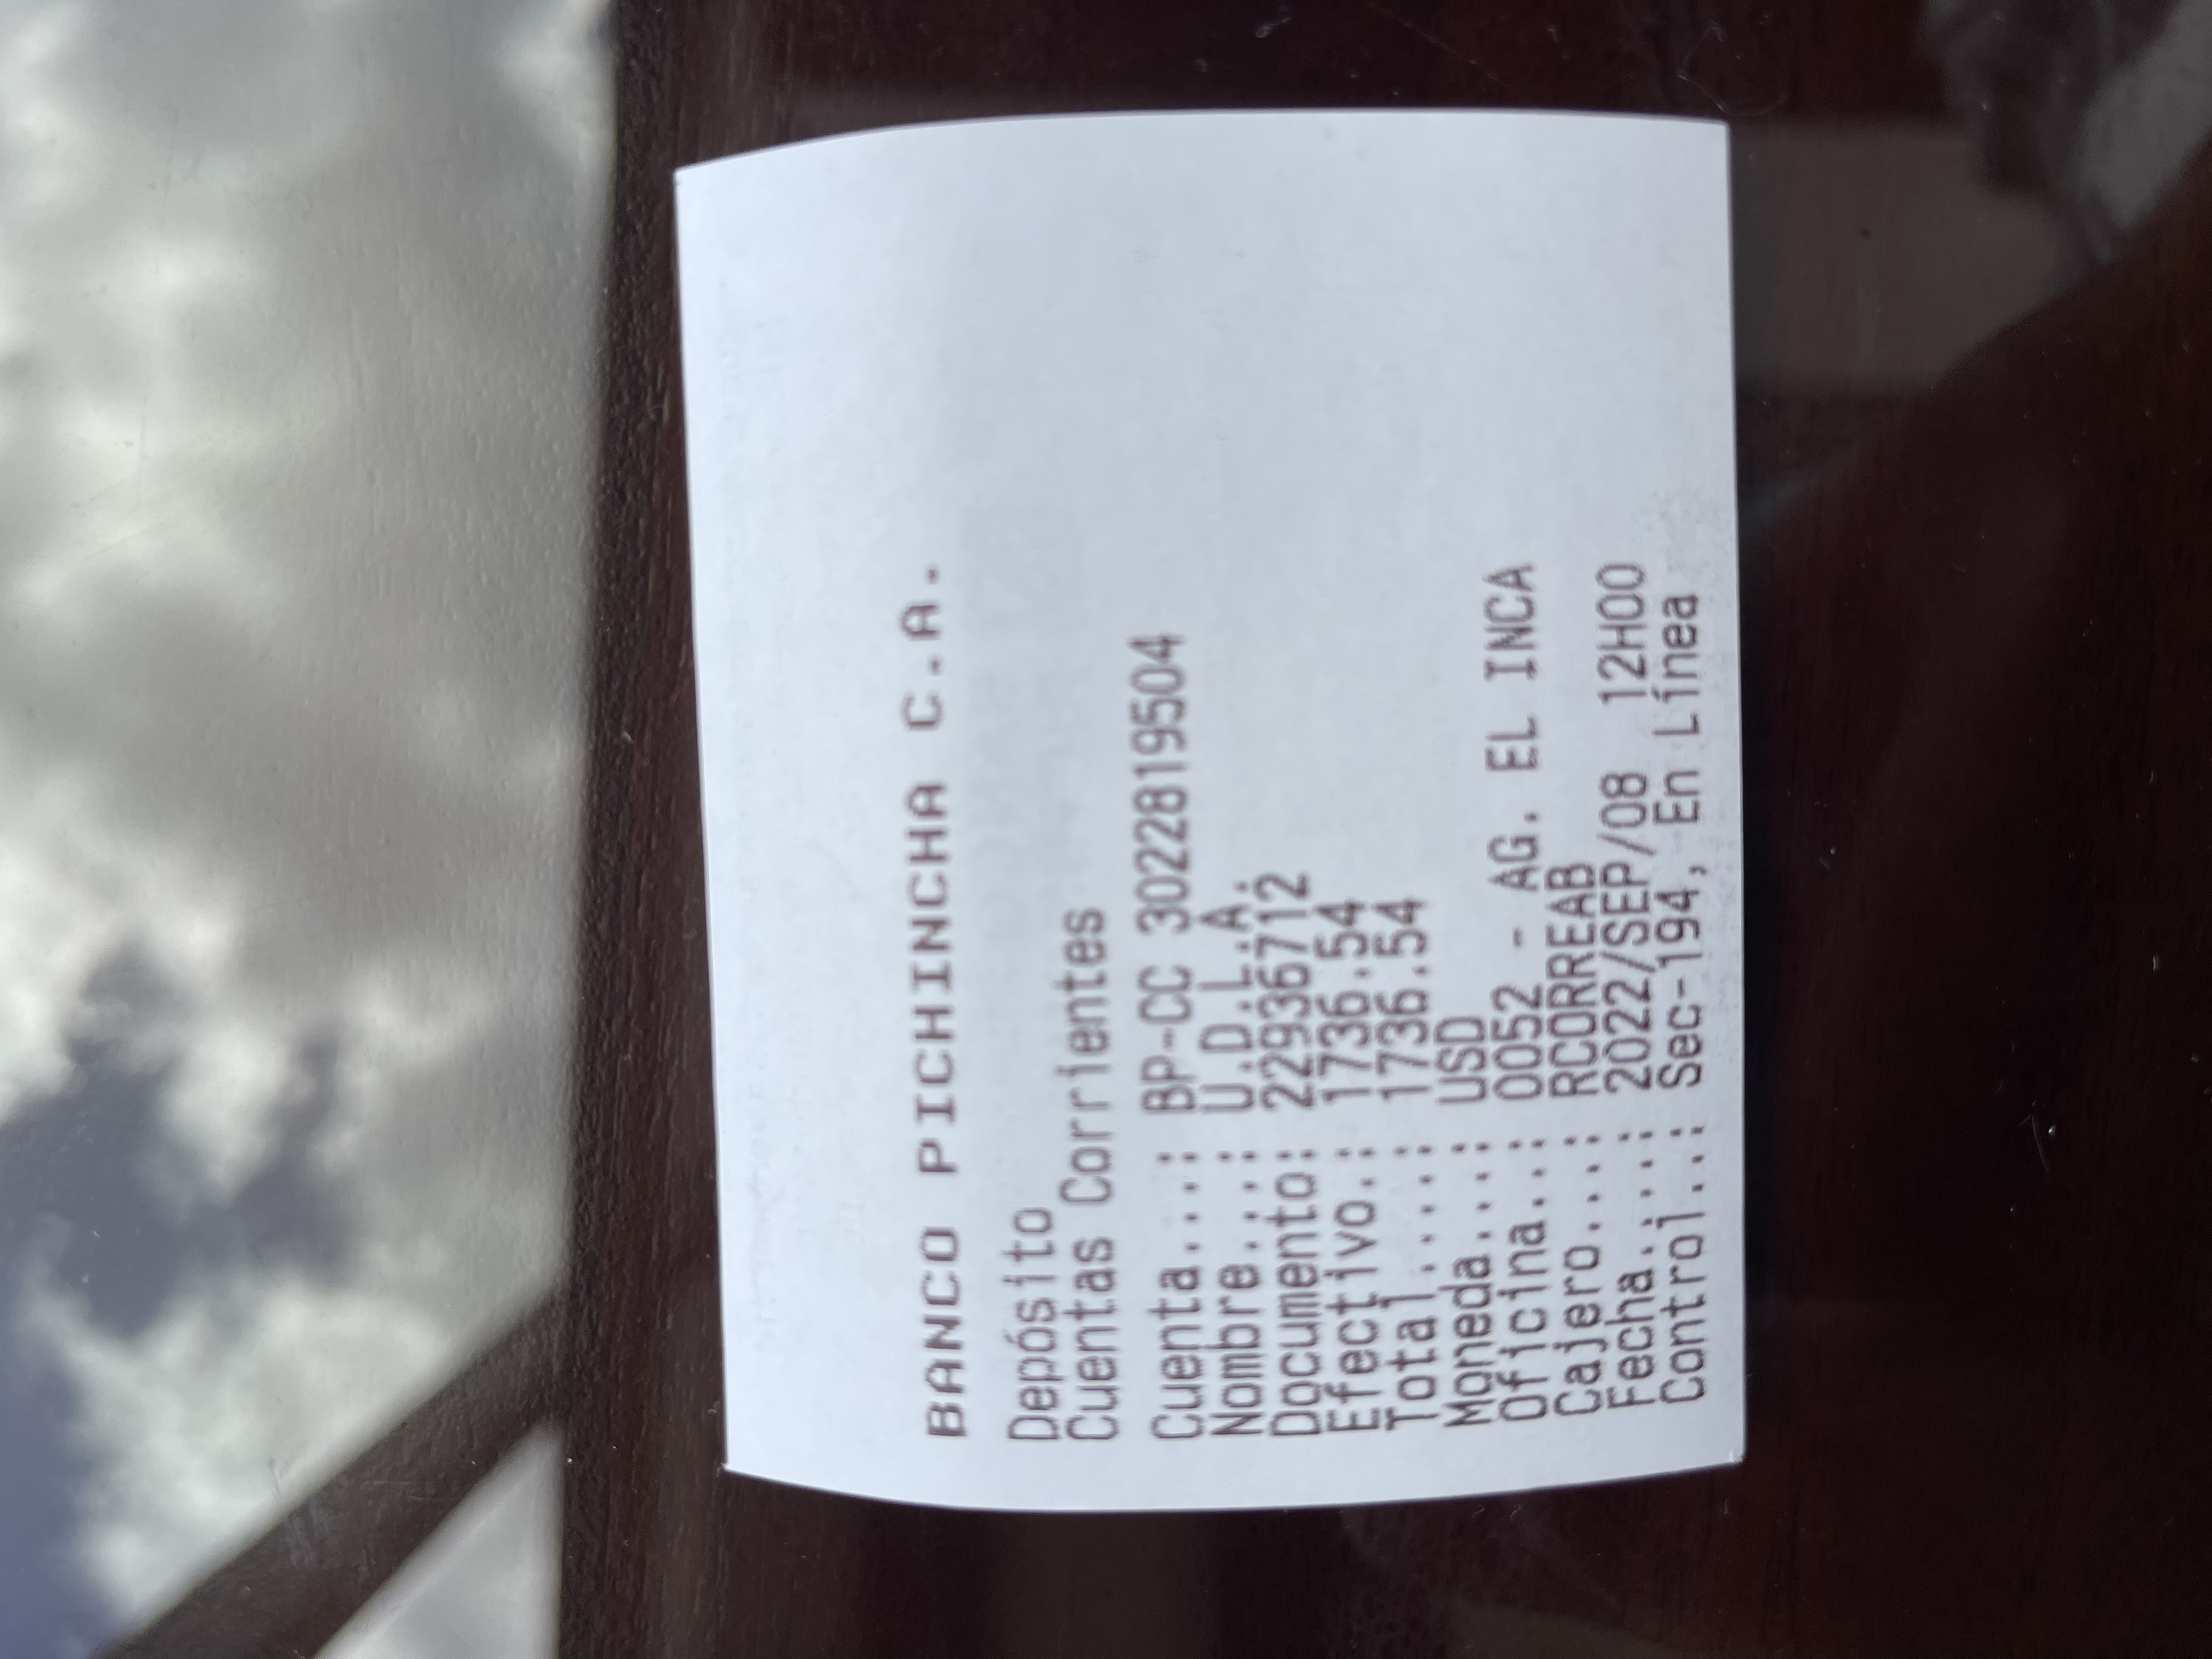 BANCO PICHINCHA C.A.
Depósito
Cuentas Corrientes
Cuenta....: BP-CC 3022819504
Nombre....: U.D.L.A.
Documento: 22936712
Efectivo.: 1736.54
Total.....: 1736.54
Moneda....: USD
Oficina...: 0052 - AG. EL INCA
Cajero....: RCORREAB
Fecha.....: 2022/SEP/08 12H00
Control...: Sec-194, En Línea